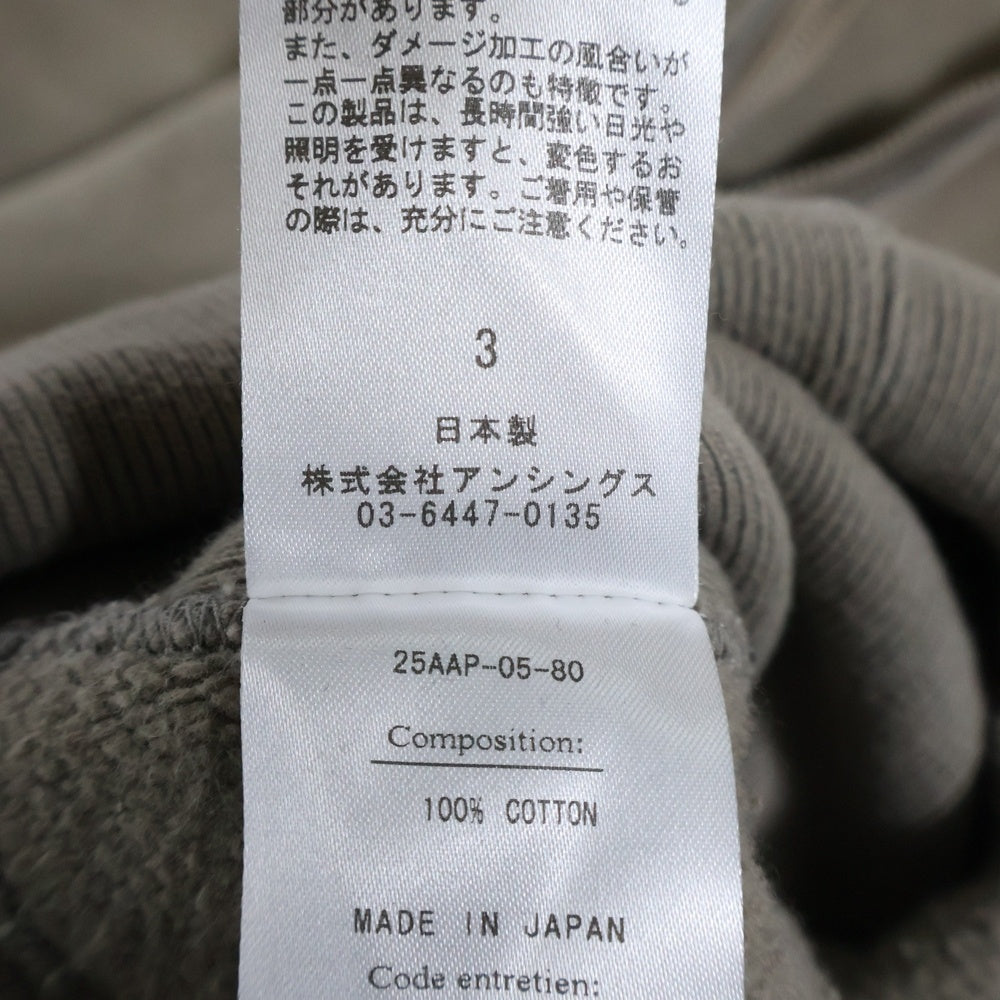 部分があります。
また、ダメージ加工の風合いが
一点一点異なるのも特徴です。
この製品は、長時間強い日光や
照明を受けますと、変色するお
それがあります。ご着用や保管
の際は、充分にご注意ください。
3
日本製
株式会社アンシングス
03-6447-0135
25AAP-05-80
Composition:
100% COTTON
MADE IN JAPAN
Code entretien: